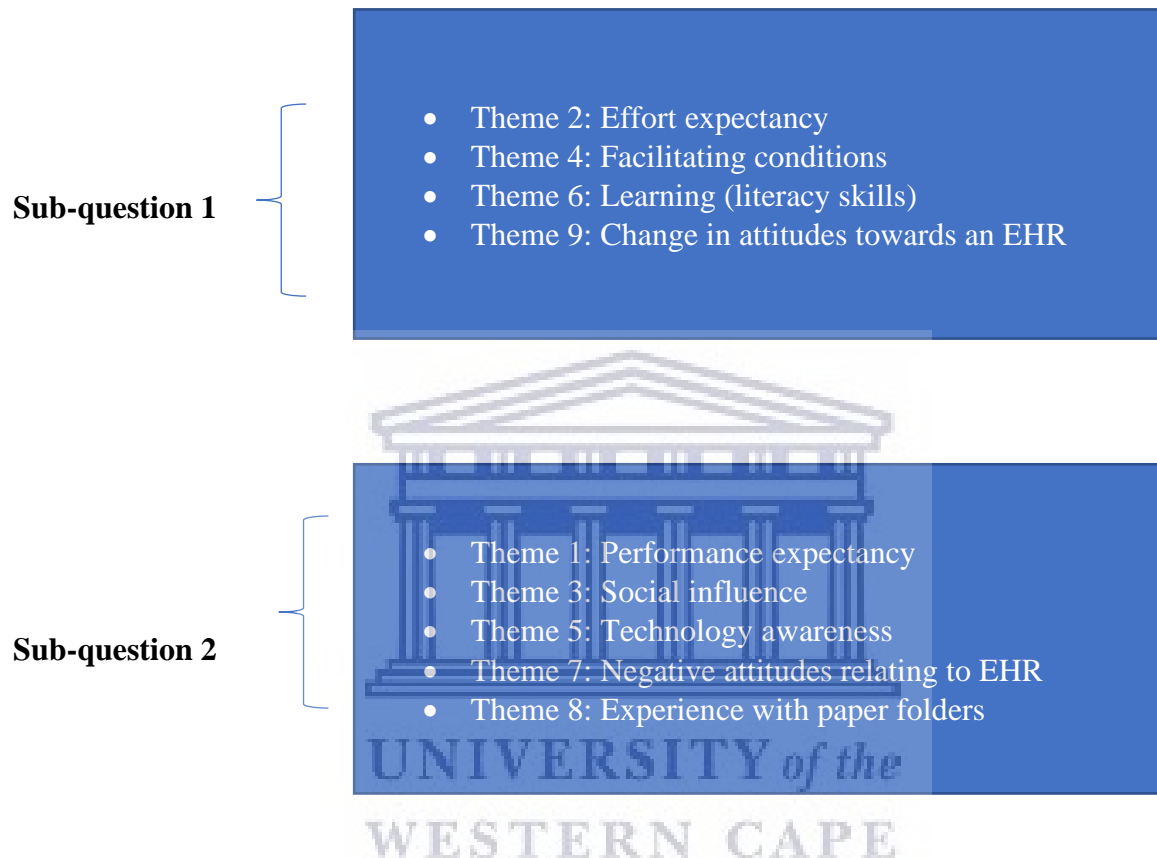 Sub-question 1
• Theme 2: Effort expectancy
• Theme 4: Facilitating conditions
• Theme 6: Learning (literacy skills)
• Theme 9: Change in attitudes towards an EHR
Sub-question 2
• Theme 1: Performance expectancy
• Theme 3: Social influence
• Theme 5: Technology awareness
• Theme 7: Negative attitudes relating to EHR
• Theme 8: Experience with paper folders
UNIVERSITY of the
WESTERN CAPE